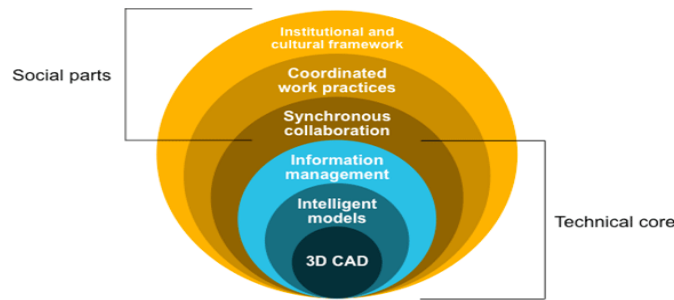 Institutional and
cultural framework
Social parts
Coordinated
work practices
Synchronous
collaboration
Information
management
Intelligent
models
Technical core
3D CAD